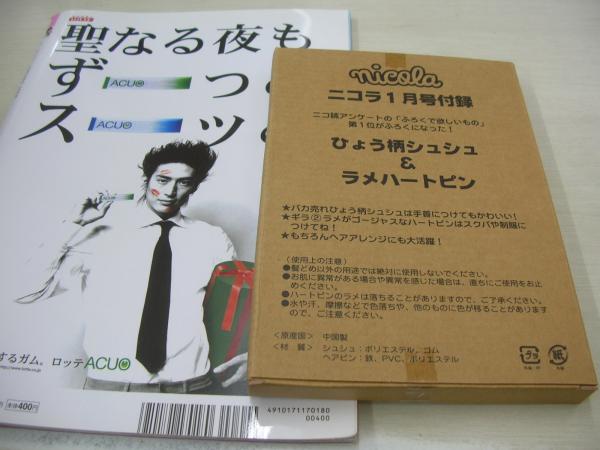 聖なる夜も
ずーっ
ACUO
スーッ
ACUO
するガム。ロッテACUO
400円
4910171170180
00400
nicola
ニコラ1月号付録
ニコ読アンケートの「ふろくで欲しいもの」
第1位がふろくになった!
ひょう柄シュシュ
&
ラメハートピン
★バカ売れひょう柄シュシュは手首につけてもかわいい!
★ギラ②ラメがゴージャスなハートピンはスクバや制服に
つけてね!
★もちろんヘアアレンジにも大活躍!
(使用上の注意)
●髪どめ以外の用途では絶対に使用しないでください。
●お肌に異常がある場合や異常を感じた場合は、直ちにご使用をお止
めください。
●ハートピンのラメは落ちることがありますので、ご了承ください。
●水や汗、摩擦などで色落ちや、他のものに色が移ることがあります
ので、ご注意ください。
<原産国> 中国製
<材 質> シュシュ:ポリエステル、ゴム
ヘアピン:鉄、PVC、ポリエステル
プラ
紙